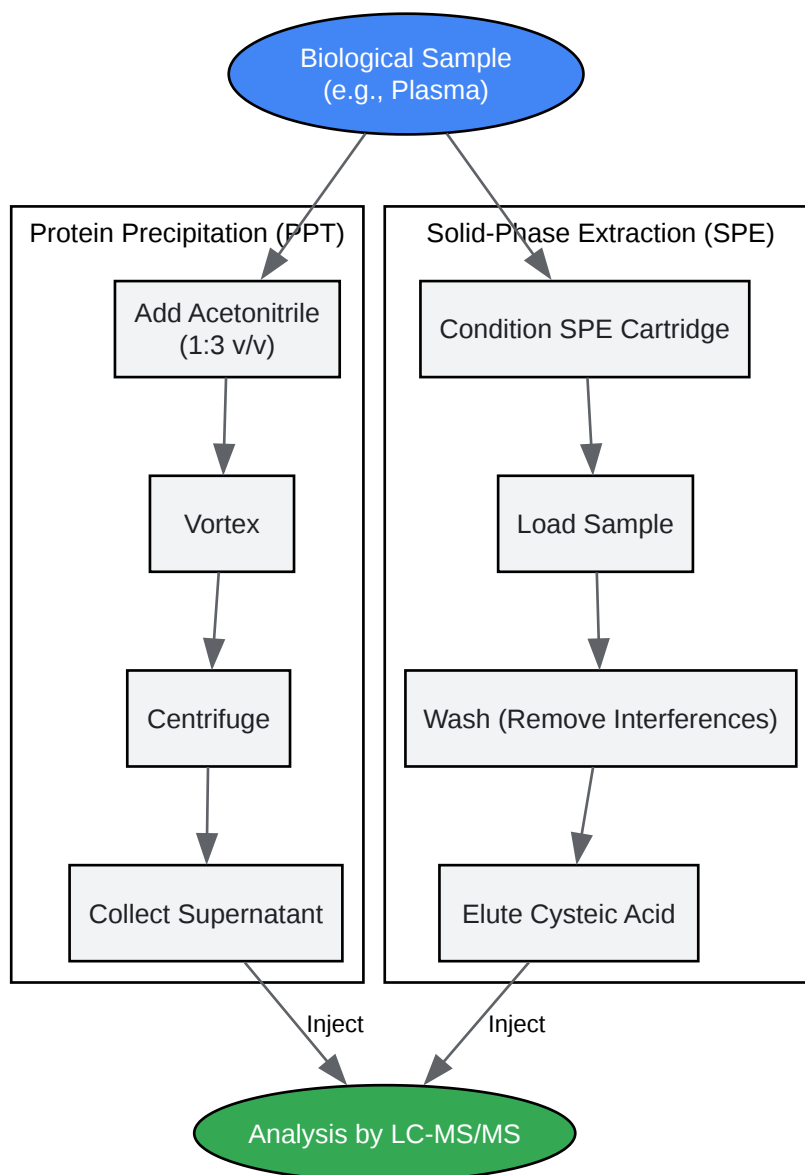 Biological Sample
(e.g., Plasma)
Protein Precipitation (PPT)
Add Acetonitrile
(1:3 v/v)
Vortex
Centrifuge
Collect Supernatant
Inject
Solid-Phase Extraction (SPE)
Condition SPE Cartridge
Load Sample
Wash (Remove Interferences)
Elute Cysteic Acid
Inject
Analysis by LC-MS/MS